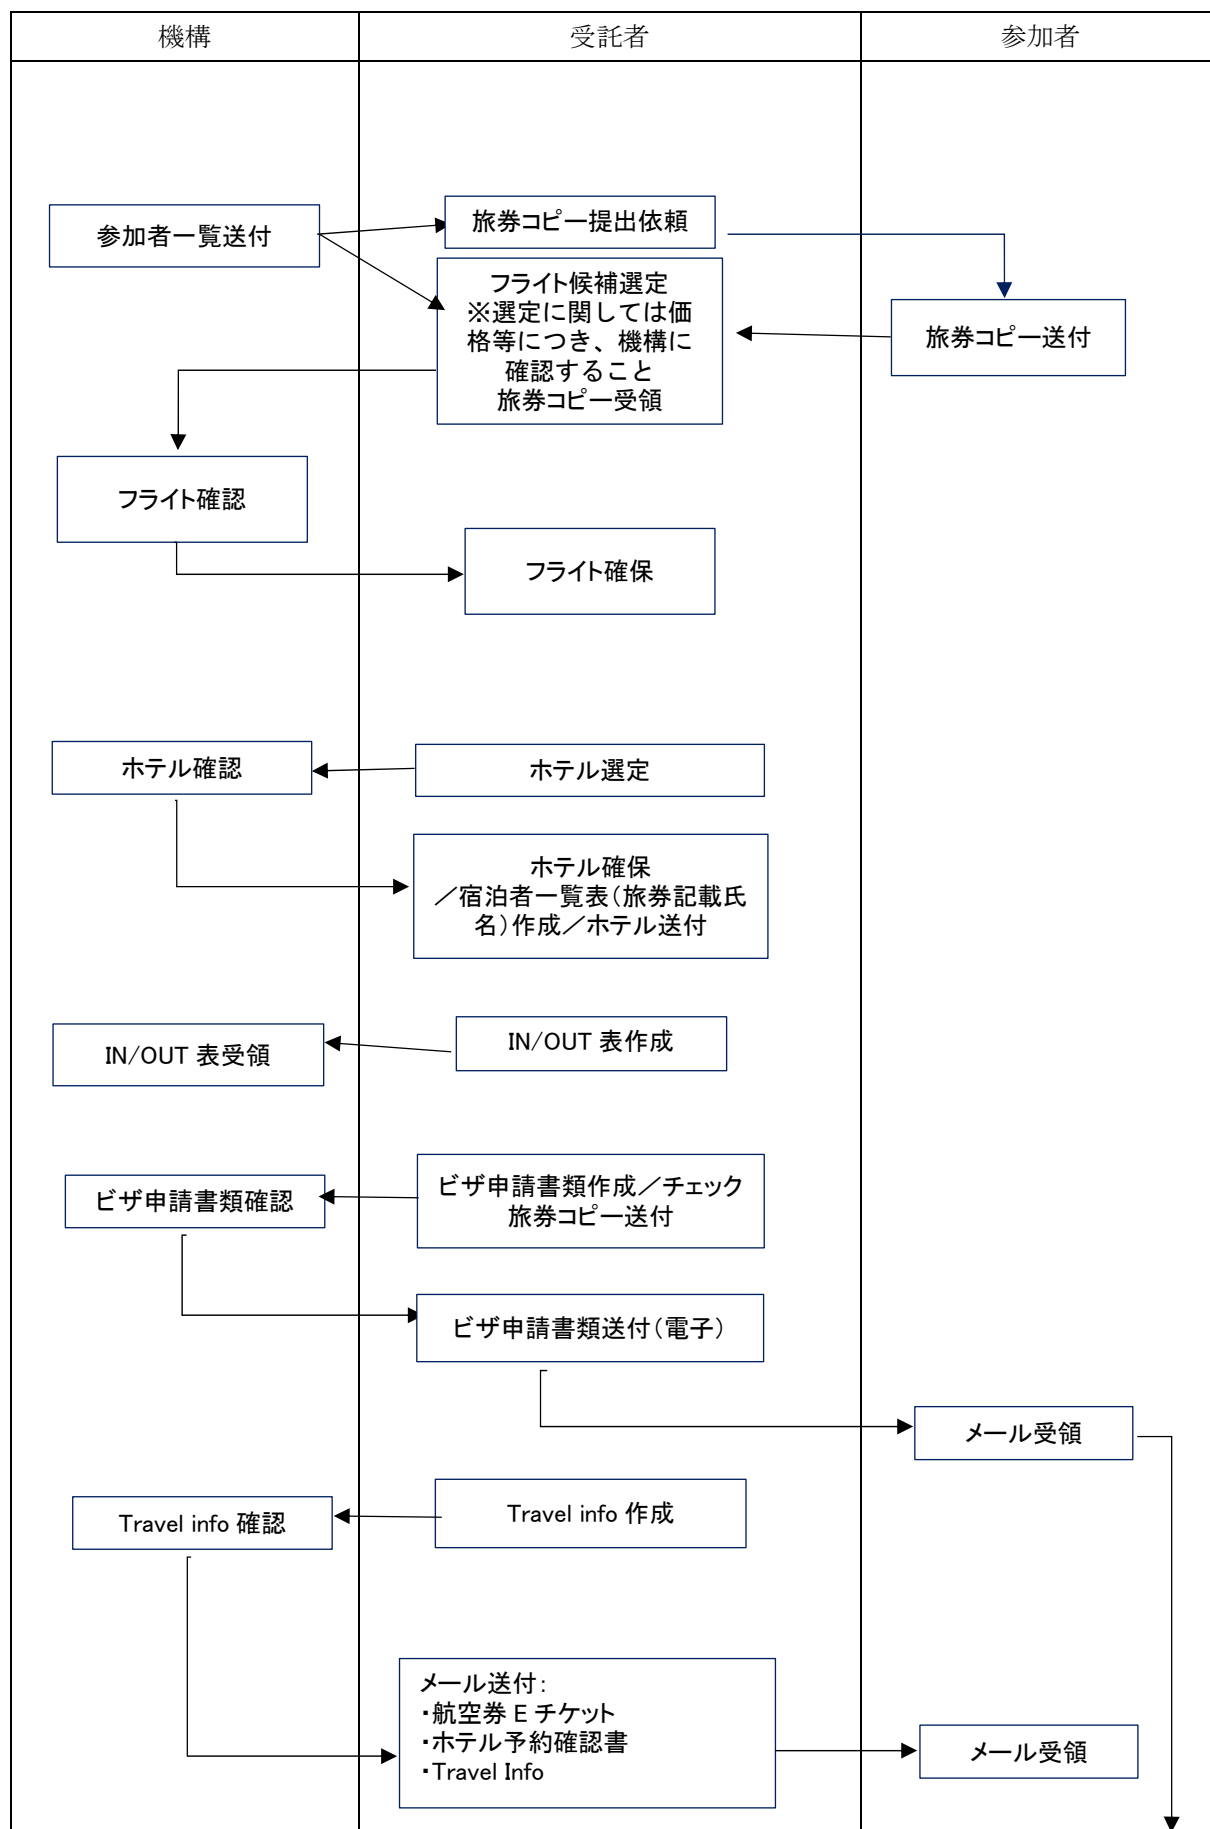 機構
受託者
参加者
参加者一覧送付
旅券コピー提出依頼
フライト候補選定
※選定に関しては価
格等につき、機構に
確認すること
旅券コピー受領
旅券コピー送付
フライト確認
フライト確保
ホテル確認
ホテル選定
ホテル確保
／宿泊者一覧表（旅券記載氏
名）作成／ホテル送付
IN/OUT 表受領
IN/OUT 表作成
ビザ申請書類確認
ビザ申請書類作成／チェック
旅券コピー送付
ビザ申請書類送付（電子）
メール受領
Travel info 確認
Travel info 作成
メール送付：
・航空券 E チケット
・ホテル予約確認書
・Travel Info
メール受領